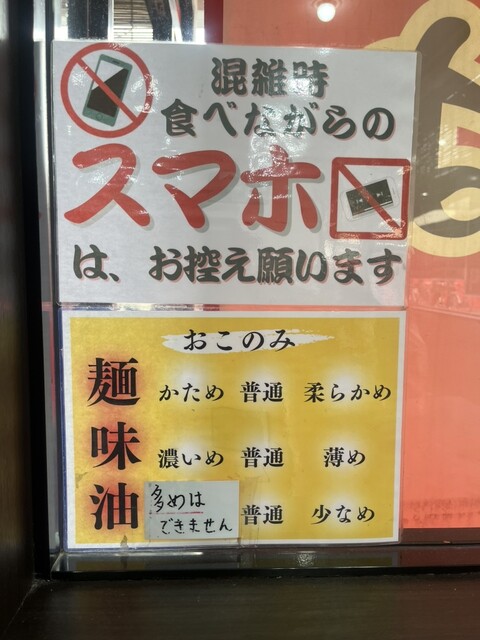 混雑時
食べながらの
スマホ
は、お控え願います
おこのみ
麺 かため 普通 柔らかめ
味 濃いめ 普通 薄め
油 多めは できません 普通 少なめ